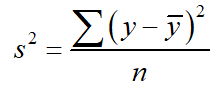 s² = ∑(y − ȳ)² / n